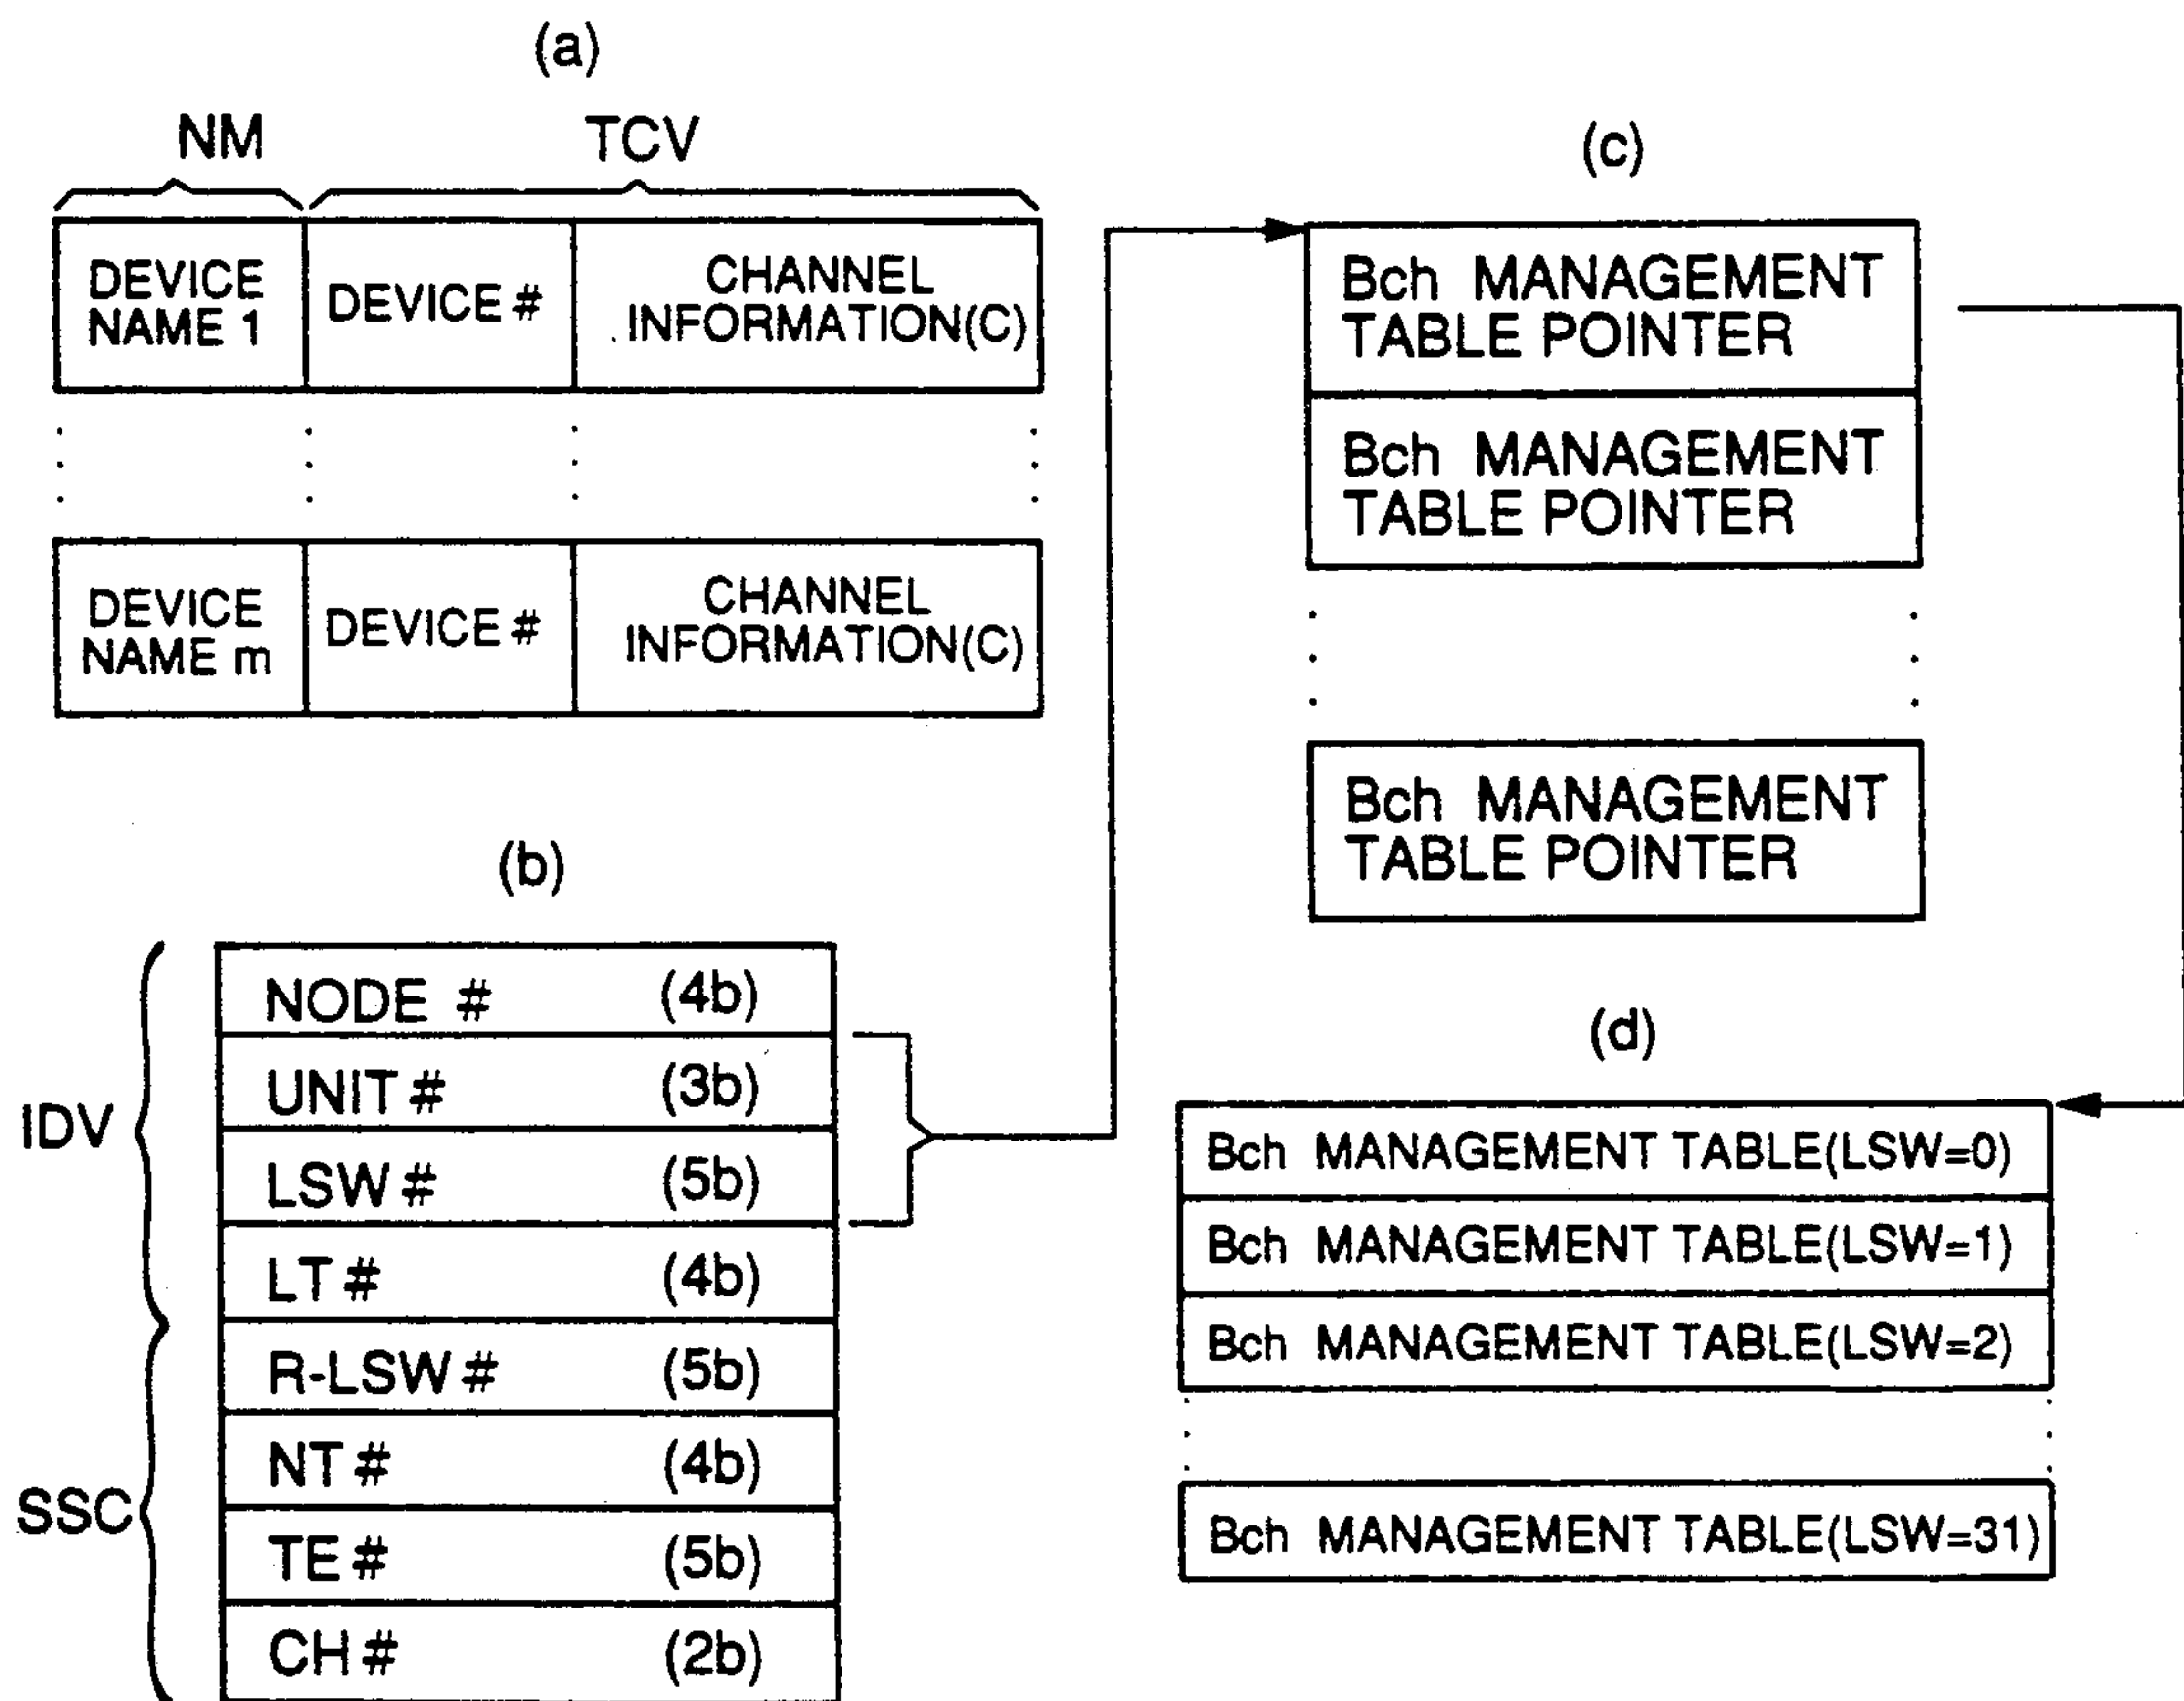 (a)
NM TCV
DEVICE
NAME 1
DEVICE #
CHANNEL
INFORMATION(C)
DEVICE
NAME m
DEVICE #
CHANNEL
INFORMATION(C)
(b)
IDV
SSC
NODE # (4b)
UNIT # (3b)
LSW # (5b)
LT # (4b)
R-LSW # (5b)
NT # (4b)
TE # (5b)
CH # (2b)
(c)
Bch MANAGEMENT
TABLE POINTER
Bch MANAGEMENT
TABLE POINTER
Bch MANAGEMENT
TABLE POINTER
(d)
Bch MANAGEMENT TABLE(LSW=0)
Bch MANAGEMENT TABLE(LSW=1)
Bch MANAGEMENT TABLE(LSW=2)
Bch MANAGEMENT TABLE(LSW=31)